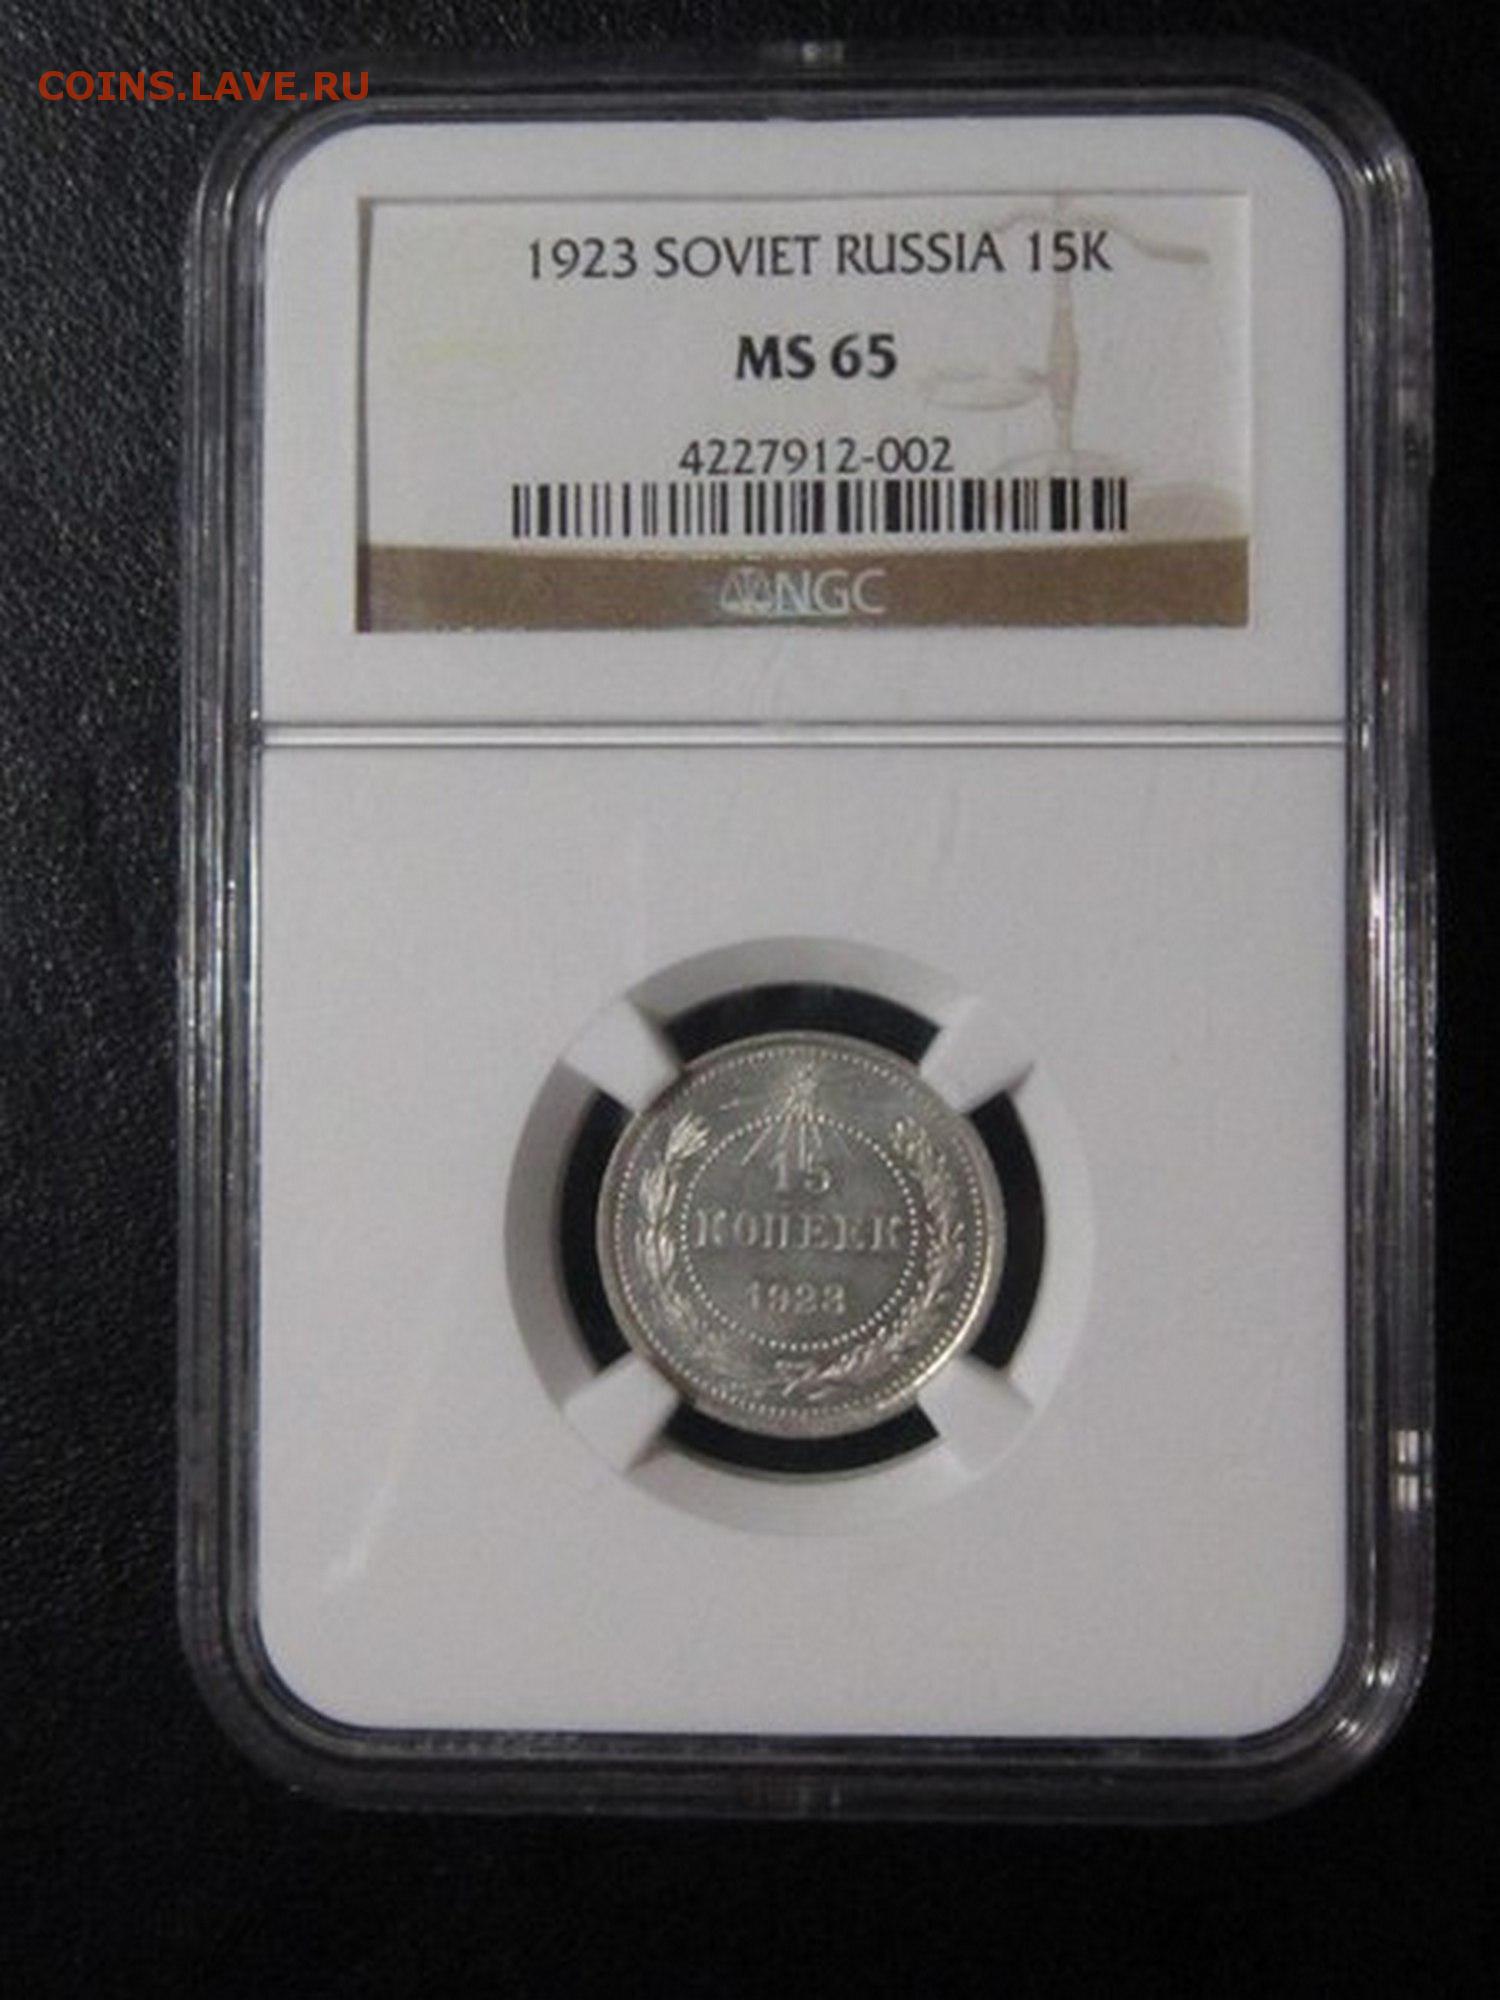 COINS.LAVE.RU
1923 SOVIET RUSSIA 15K
MS 65
4227912-002
NGC
15
КОПЕЕК
1923